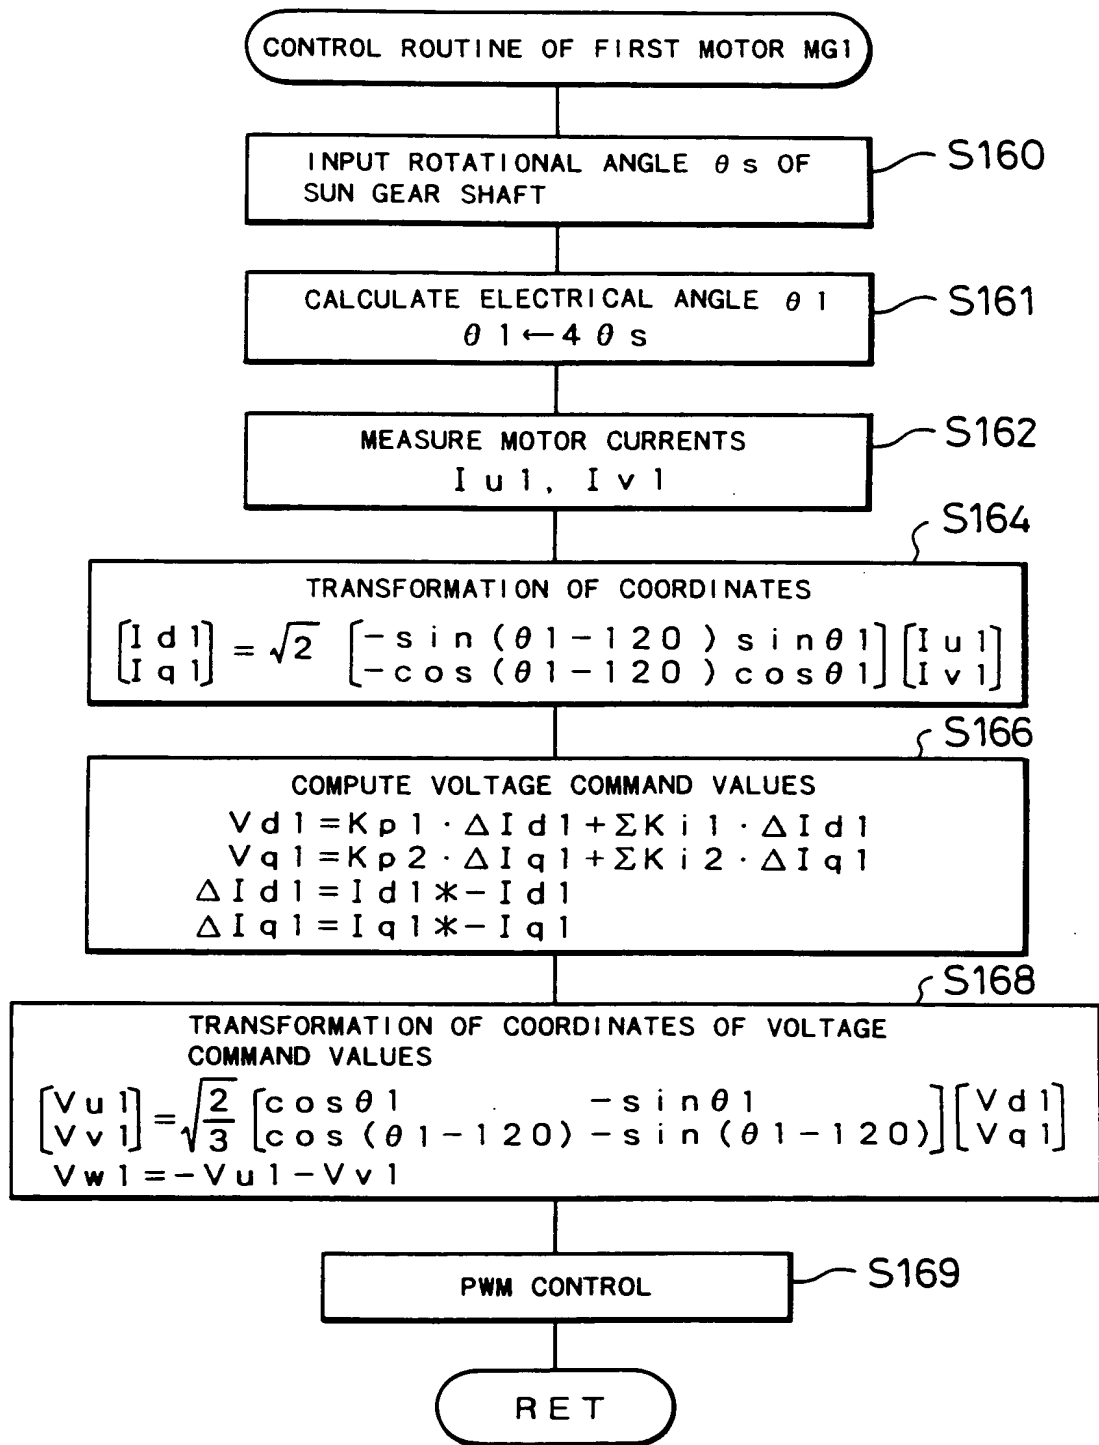 CONTROL ROUTINE OF FIRST MOTOR MG1
INPUT ROTATIONAL ANGLE θs OF
SUN GEAR SHAFT
S160
CALCULATE ELECTRICAL ANGLE θ1
θ1←4θs
S161
MEASURE MOTOR CURRENTS
Iu1, Iv1
S162
S164
TRANSFORMATION OF COORDINATES
[Id1] = √2 [-sin(θ1-120) sinθ1] [Iu1]
[Iq1] [-cos(θ1-120) cosθ1] [Iv1]
S166
COMPUTE VOLTAGE COMMAND VALUES
Vd1=Kp1·ΔId1+ΣKi1·ΔId1
Vq1=Kp2·ΔIq1+ΣKi2·ΔIq1
ΔId1=Id1*-Id1
ΔIq1=Iq1*-Iq1
S168
TRANSFORMATION OF COORDINATES OF VOLTAGE
COMMAND VALUES
[Vu1] = √2/3 [cosθ1 -sinθ1] [Vd1]
[Vv1] [cos(θ1-120) -sin(θ1-120)] [Vq1]
Vw1=-Vu1-Vv1
PWM CONTROL
S169
RET